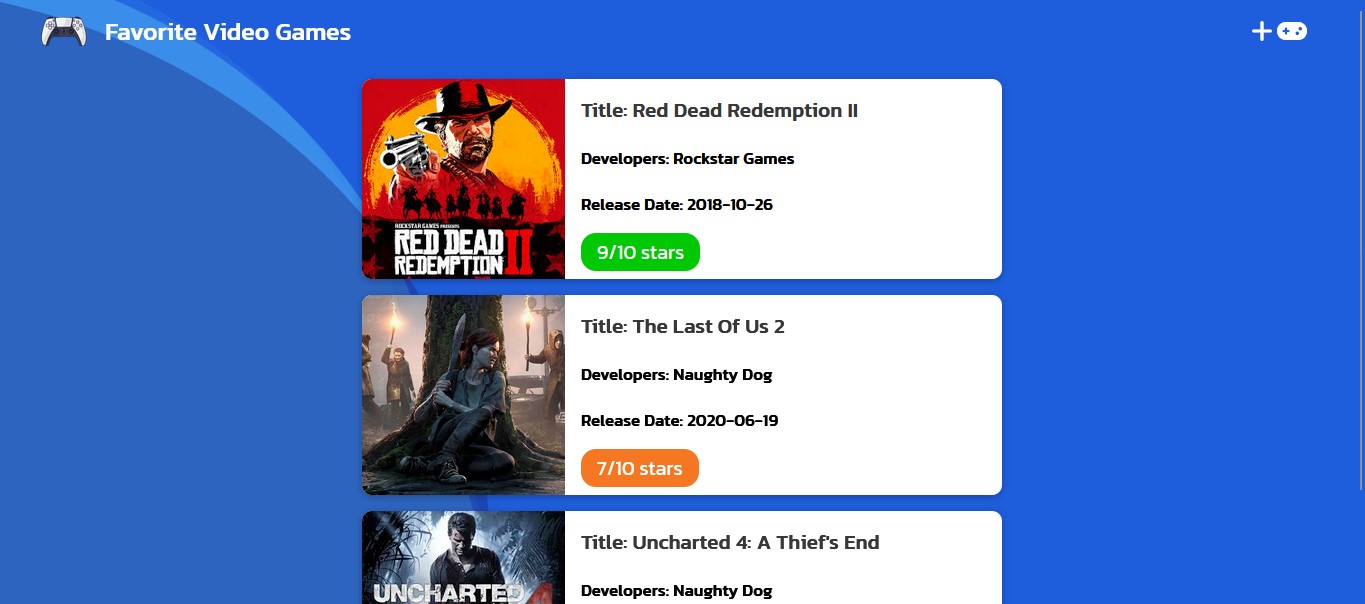 Favorite Video Games
Title: Red Dead Redemption II
Developers: Rockstar Games
Release Date: 2018-10-26
9/10 stars
ROCKSTAR GAMES PRESENTS
RED DEAD
REDEMPTION II
Title: The Last Of Us 2
Developers: Naughty Dog
Release Date: 2020-06-19
7/10 stars
Title: Uncharted 4: A Thief's End
Developers: Naughty Dog
UNCHARTED 4